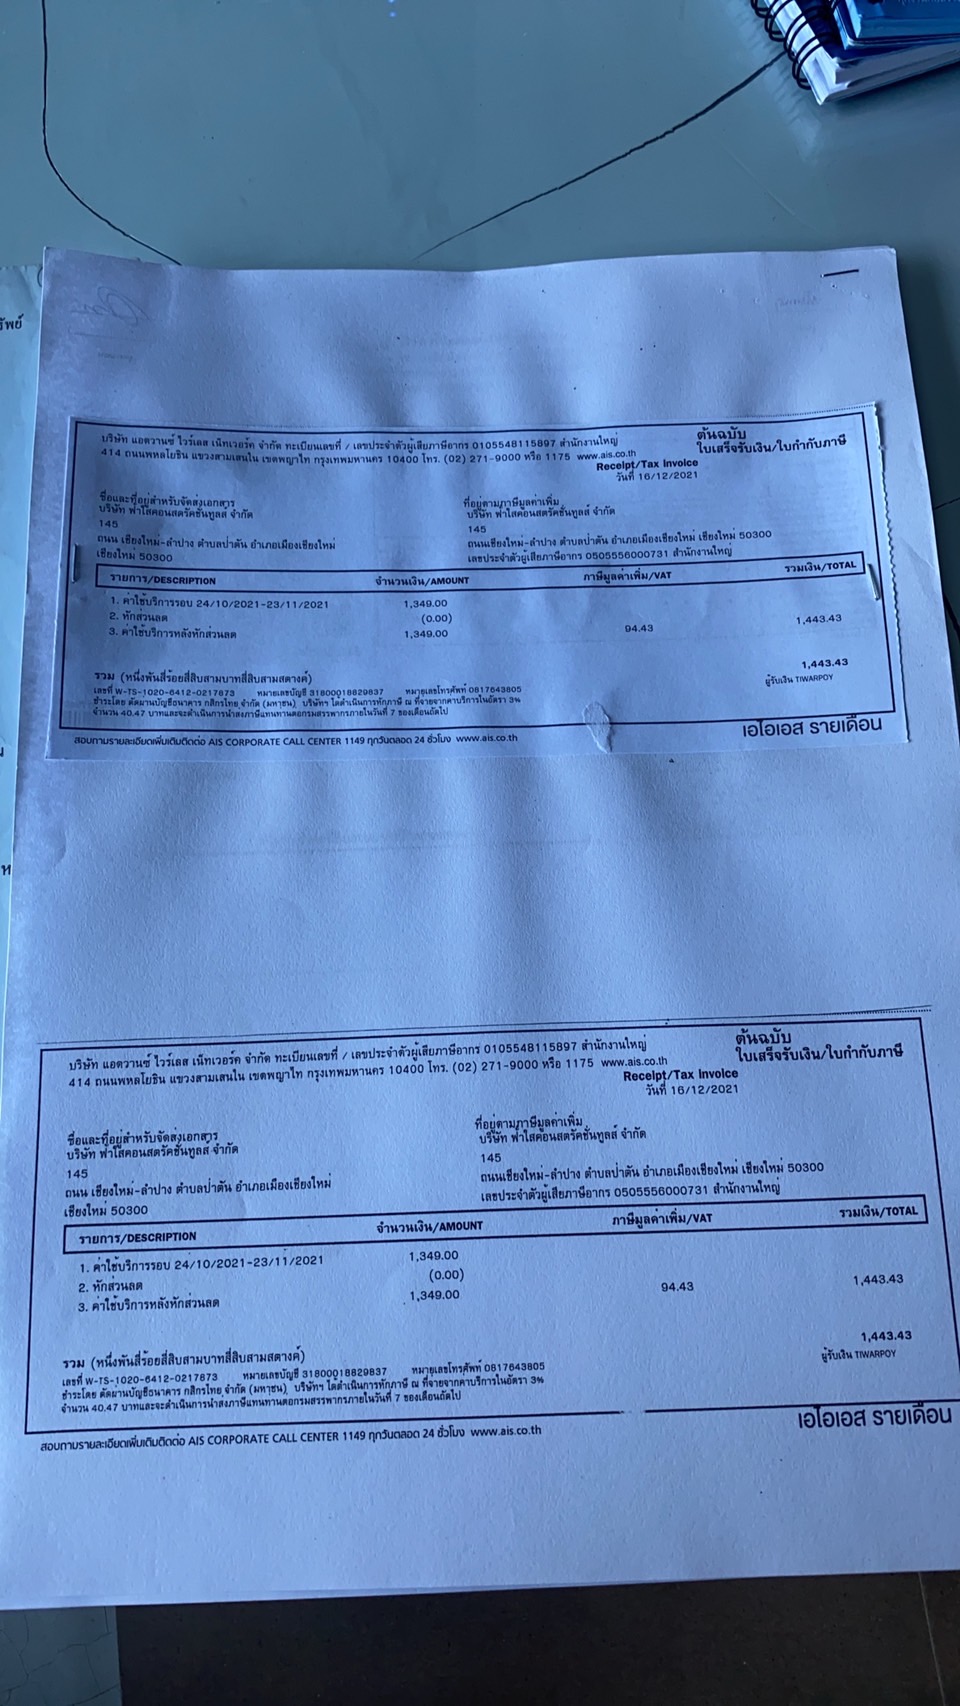 รัพย์
บริษัท แอดวานซ์ ไวร์เลส เน็ทเวอร์ค จำกัด ทะเบียนเลขที่ / เลขประจำตัวผู้เสียภาษีอากร 0105548115897 สำนักงานใหญ่
414 ถนนพหลโยธิน แขวงสามเสนใน เขตพญาไท กรุงเทพมหานคร 10400 โทร. (02) 271-9000 หรือ 1175 www.ais.co.th
ต้นฉบับ
ใบเสร็จรับเงิน/ใบกำกับภาษี
Receipt/Tax Invoice
วันที่ 16/12/2021
ชื่อและที่อยู่สำหรับจัดส่งเอกสาร
บริษัท ฟ้าใสคอนสตรัคชั่นทูลส์ จำกัด
145
ถนน เชียงใหม่-ลำปาง ตำบลป่าตัน อำเภอเมืองเชียงใหม่
เชียงใหม่ 50300
ที่อยู่ตามภาษีมูลค่าเพิ่ม
บริษัท ฟ้าใสคอนสตรัคชั่นทูลส์ จำกัด
145
ถนนเชียงใหม่-ลำปาง ตำบลป่าตัน อำเภอเมืองเชียงใหม่ เชียงใหม่ 50300
เลขประจำตัวผู้เสียภาษีอากร 0505556000731 สำนักงานใหญ่
รายการ/DESCRIPTION จำนวนเงิน/AMOUNT ภาษีมูลค่าเพิ่ม/VAT รวมเงิน/TOTAL
1. ค่าใช้บริการรอบ 24/10/2021-23/11/2021 1,349.00
2. หักส่วนลด (0.00)
3. ค่าใช้บริการหลังหักส่วนลด 1,349.00 94.43 1,443.43
รวม (หนึ่งพันสี่ร้อยสี่สิบสามบาทสี่สิบสามสตางค์) 1,443.43
เลขที่ W-TS-1020-6412-0217873 หมายเลขบัญชี 31800018829837 หมายเลขโทรศัพท์ 0817643805 ผู้รับเงิน TIWARPOY
ชำระโดย ตัดผ่านบัญชีธนาคาร กสิกรไทย จำกัด (มหาชน) บริษัทฯ ได้ดำเนินการหักภาษี ณ ที่จ่ายจากค่าบริการในอัตรา 3%
จำนวน 40.47 บาทและจะดำเนินการนำส่งภาษีแทนท่านต่อกรมสรรพากรภายในวันที่ 7 ของเดือนถัดไป
สอบถามรายละเอียดเพิ่มเติมติดต่อ AIS CORPORATE CALL CENTER 1149 ทุกวันตลอด 24 ชั่วโมง www.ais.co.th
เอไอเอส รายเดือน
ห
บริษัท แอดวานซ์ ไวร์เลส เน็ทเวอร์ค จำกัด ทะเบียนเลขที่ / เลขประจำตัวผู้เสียภาษีอากร 0105548115897 สำนักงานใหญ่
414 ถนนพหลโยธิน แขวงสามเสนใน เขตพญาไท กรุงเทพมหานคร 10400 โทร. (02) 271-9000 หรือ 1175 www.ais.co.th
ต้นฉบับ
ใบเสร็จรับเงิน/ใบกำกับภาษี
Receipt/Tax Invoice
วันที่ 16/12/2021
ชื่อและที่อยู่สำหรับจัดส่งเอกสาร
บริษัท ฟ้าใสคอนสตรัคชั่นทูลส์ จำกัด
145
ถนน เชียงใหม่-ลำปาง ตำบลป่าตัน อำเภอเมืองเชียงใหม่
เชียงใหม่ 50300
ที่อยู่ตามภาษีมูลค่าเพิ่ม
บริษัท ฟ้าใสคอนสตรัคชั่นทูลส์ จำกัด
145
ถนนเชียงใหม่-ลำปาง ตำบลป่าตัน อำเภอเมืองเชียงใหม่ เชียงใหม่ 50300
เลขประจำตัวผู้เสียภาษีอากร 0505556000731 สำนักงานใหญ่
รายการ/DESCRIPTION จำนวนเงิน/AMOUNT ภาษีมูลค่าเพิ่ม/VAT รวมเงิน/TOTAL
1. ค่าใช้บริการรอบ 24/10/2021-23/11/2021 1,349.00
2. หักส่วนลด (0.00)
3. ค่าใช้บริการหลังหักส่วนลด 1,349.00 94.43 1,443.43
รวม (หนึ่งพันสี่ร้อยสี่สิบสามบาทสี่สิบสามสตางค์) 1,443.43
เลขที่ W-TS-1020-6412-0217873 หมายเลขบัญชี 31800018829837 หมายเลขโทรศัพท์ 0817643805 ผู้รับเงิน TIWARPOY
ชำระโดย ตัดผ่านบัญชีธนาคาร กสิกรไทย จำกัด (มหาชน) บริษัทฯ ได้ดำเนินการหักภาษี ณ ที่จ่ายจากค่าบริการในอัตรา 3%
จำนวน 40.47 บาทและจะดำเนินการนำส่งภาษีแทนท่านต่อกรมสรรพากรภายในวันที่ 7 ของเดือนถัดไป
สอบถามรายละเอียดเพิ่มเติมติดต่อ AIS CORPORATE CALL CENTER 1149 ทุกวันตลอด 24 ชั่วโมง www.ais.co.th
เอไอเอส รายเดือน